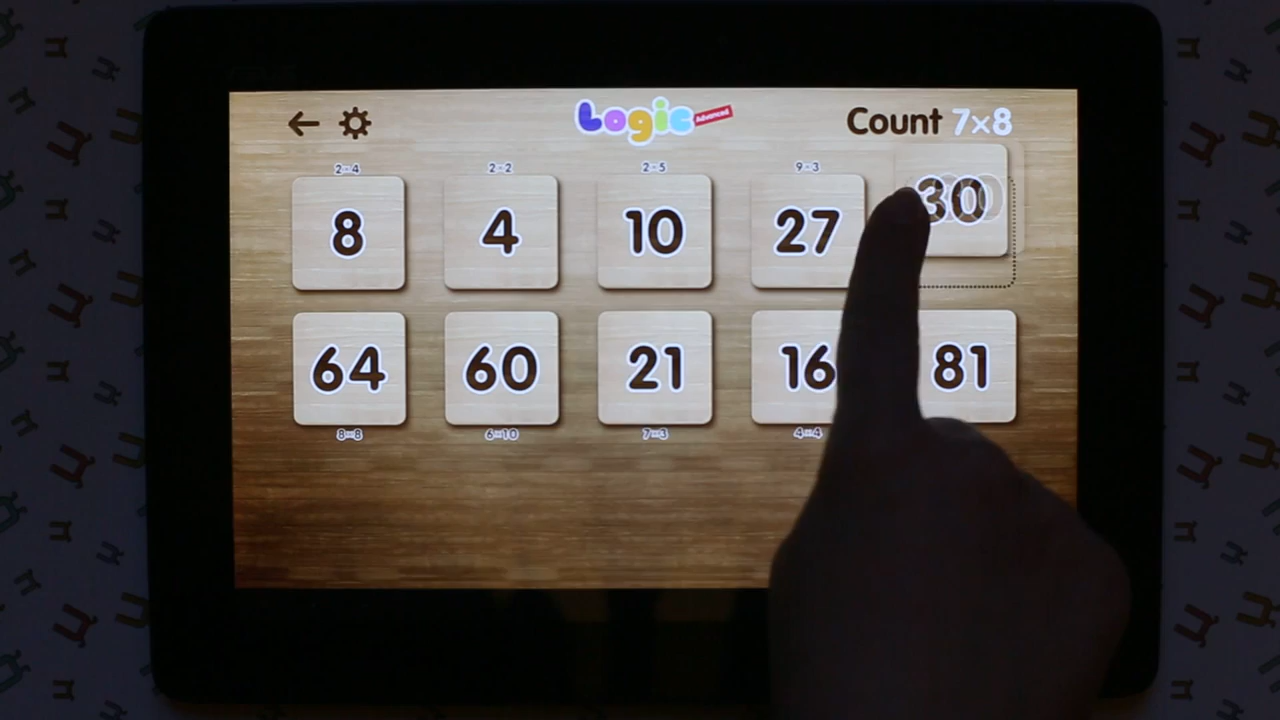 Logic Advanced
Count 7×8
2×4 2×2 2×5 9×3
8 4 10 27 30
64 60 21 16 81
8×8 6×10 7×3 4×4